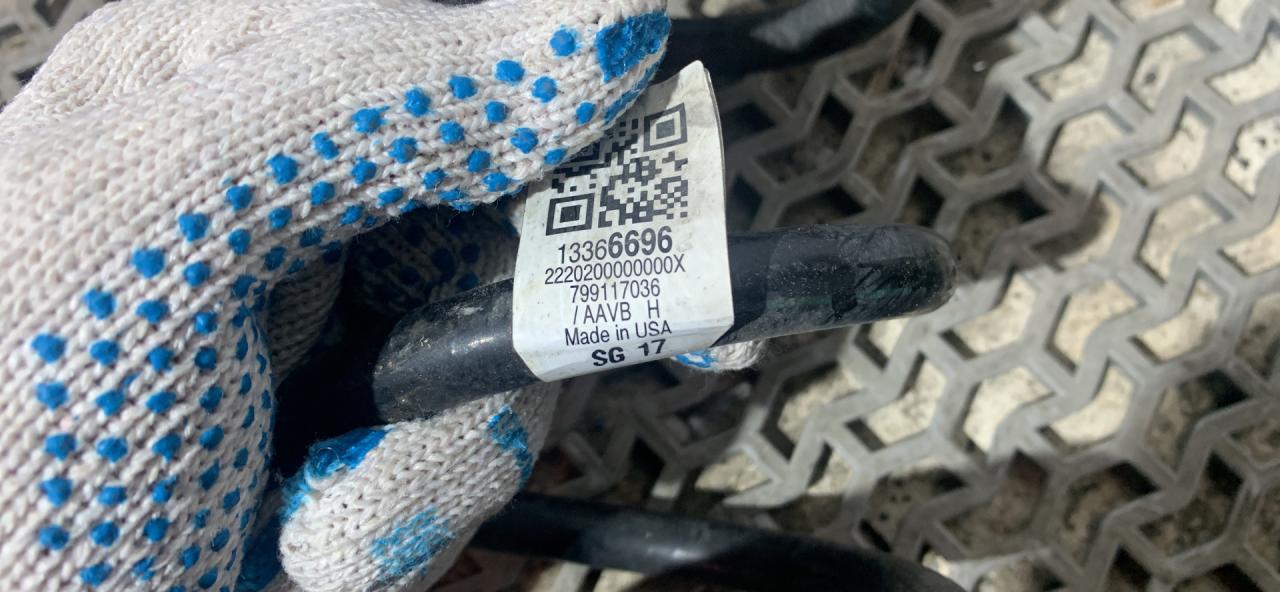 13366696
2220200000000X
799117036
/ AAVB H
Made in USA
SG 17